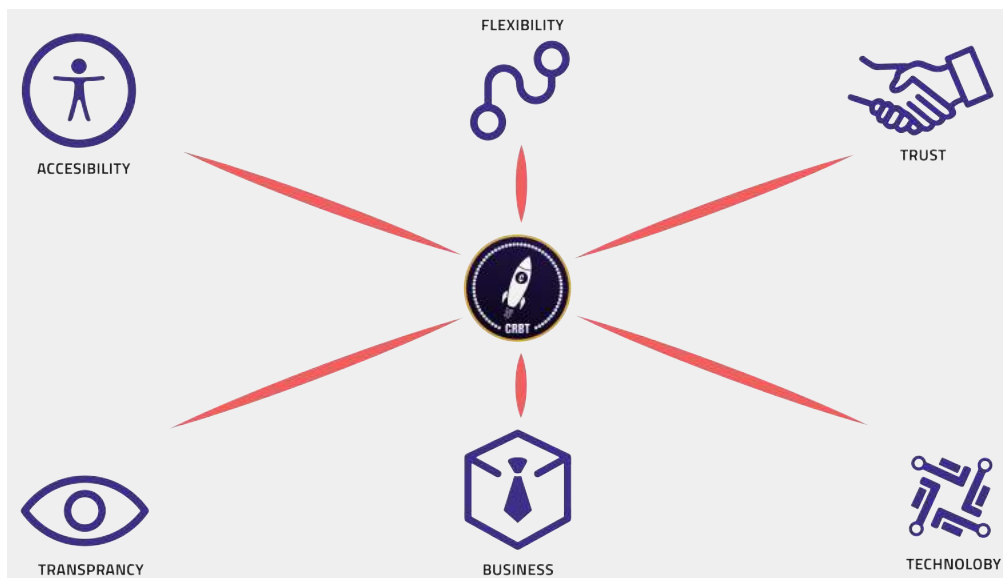 FLEXIBILITY
ACCESIBILITY
TRUST
CRBT
TRANSPRANCY
BUSINESS
TECHNOLOBY